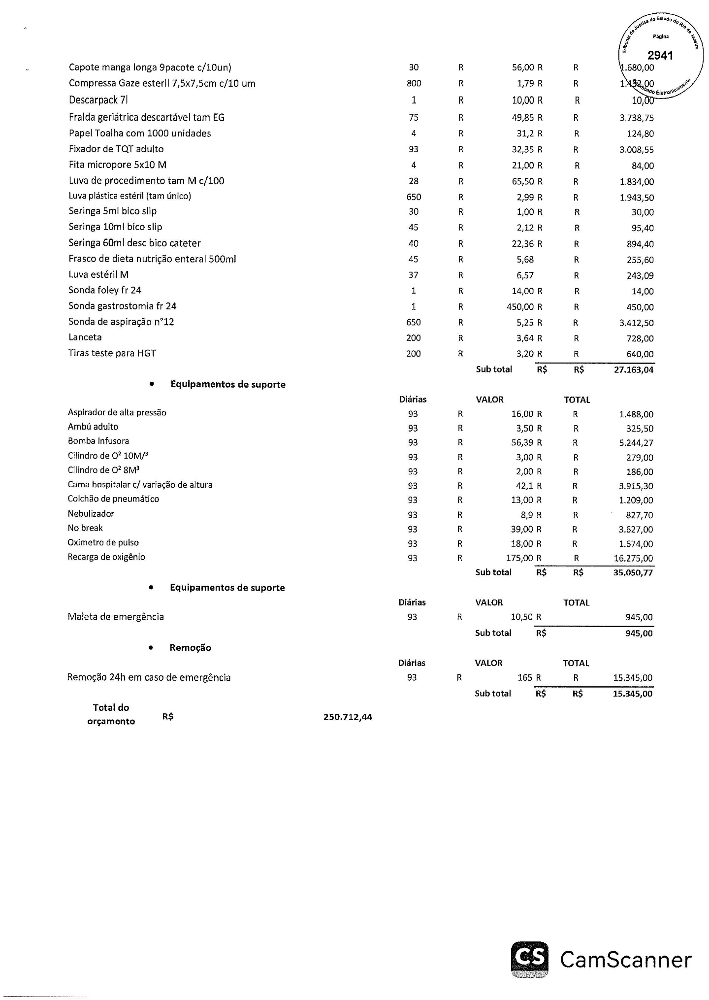 Tribunal de Justiça do Estado do Rio de Janeiro
Página
2941
Carimbado Eletronicamente
Capote manga longa 9pacote c/10un) 30 R 56,00 R R 1.680,00
Compressa Gaze esteril 7,5x7,5cm c/10 um 800 R 1,79 R R 1.432,00
Descarpack 7l 1 R 10,00 R R 10,00
Fralda geriátrica descartável tam EG 75 R 49,85 R R 3.738,75
Papel Toalha com 1000 unidades 4 R 31,2 R R 124,80
Fixador de TQT adulto 93 R 32,35 R R 3.008,55
Fita micropore 5x10 M 4 R 21,00 R R 84,00
Luva de procedimento tam M c/100 28 R 65,50 R R 1.834,00
Luva plástica estéril (tam único) 650 R 2,99 R R 1.943,50
Seringa 5ml bico slip 30 R 1,00 R R 30,00
Seringa 10ml bico slip 45 R 2,12 R R 95,40
Seringa 60ml desc bico cateter 40 R 22,36 R R 894,40
Frasco de dieta nutrição enteral 500ml 45 R 5,68 R 255,60
Luva estéril M 37 R 6,57 R 243,09
Sonda foley fr 24 1 R 14,00 R R 14,00
Sonda gastrostomia fr 24 1 R 450,00 R R 450,00
Sonda de aspiração n°12 650 R 5,25 R R 3.412,50
Lanceta 200 R 3,64 R R 728,00
Tiras teste para HGT 200 R 3,20 R R 640,00
Sub total R$ R$ 27.163,04
• Equipamentos de suporte
Diárias VALOR TOTAL
Aspirador de alta pressão 93 R 16,00 R R 1.488,00
Ambú adulto 93 R 3,50 R R 325,50
Bomba Infusora 93 R 56,39 R R 5.244,27
Cilindro de O² 10M/³ 93 R 3,00 R R 279,00
Cilindro de O² 8M³ 93 R 2,00 R R 186,00
Cama hospitalar c/ variação de altura 93 R 42,1 R R 3.915,30
Colchão de pneumático 93 R 13,00 R R 1.209,00
Nebulizador 93 R 8,9 R R 827,70
No break 93 R 39,00 R R 3.627,00
Oximetro de pulso 93 R 18,00 R R 1.674,00
Recarga de oxigênio 93 R 175,00 R R 16.275,00
Sub total R$ R$ 35.050,77
• Equipamentos de suporte
Diárias VALOR TOTAL
Maleta de emergência 93 R 10,50 R 945,00
Sub total R$ 945,00
• Remoção
Diárias VALOR TOTAL
Remoção 24h em caso de emergência 93 R 165 R R 15.345,00
Sub total R$ R$ 15.345,00
Total do
orçamento R$ 250.712,44
CS CamScanner